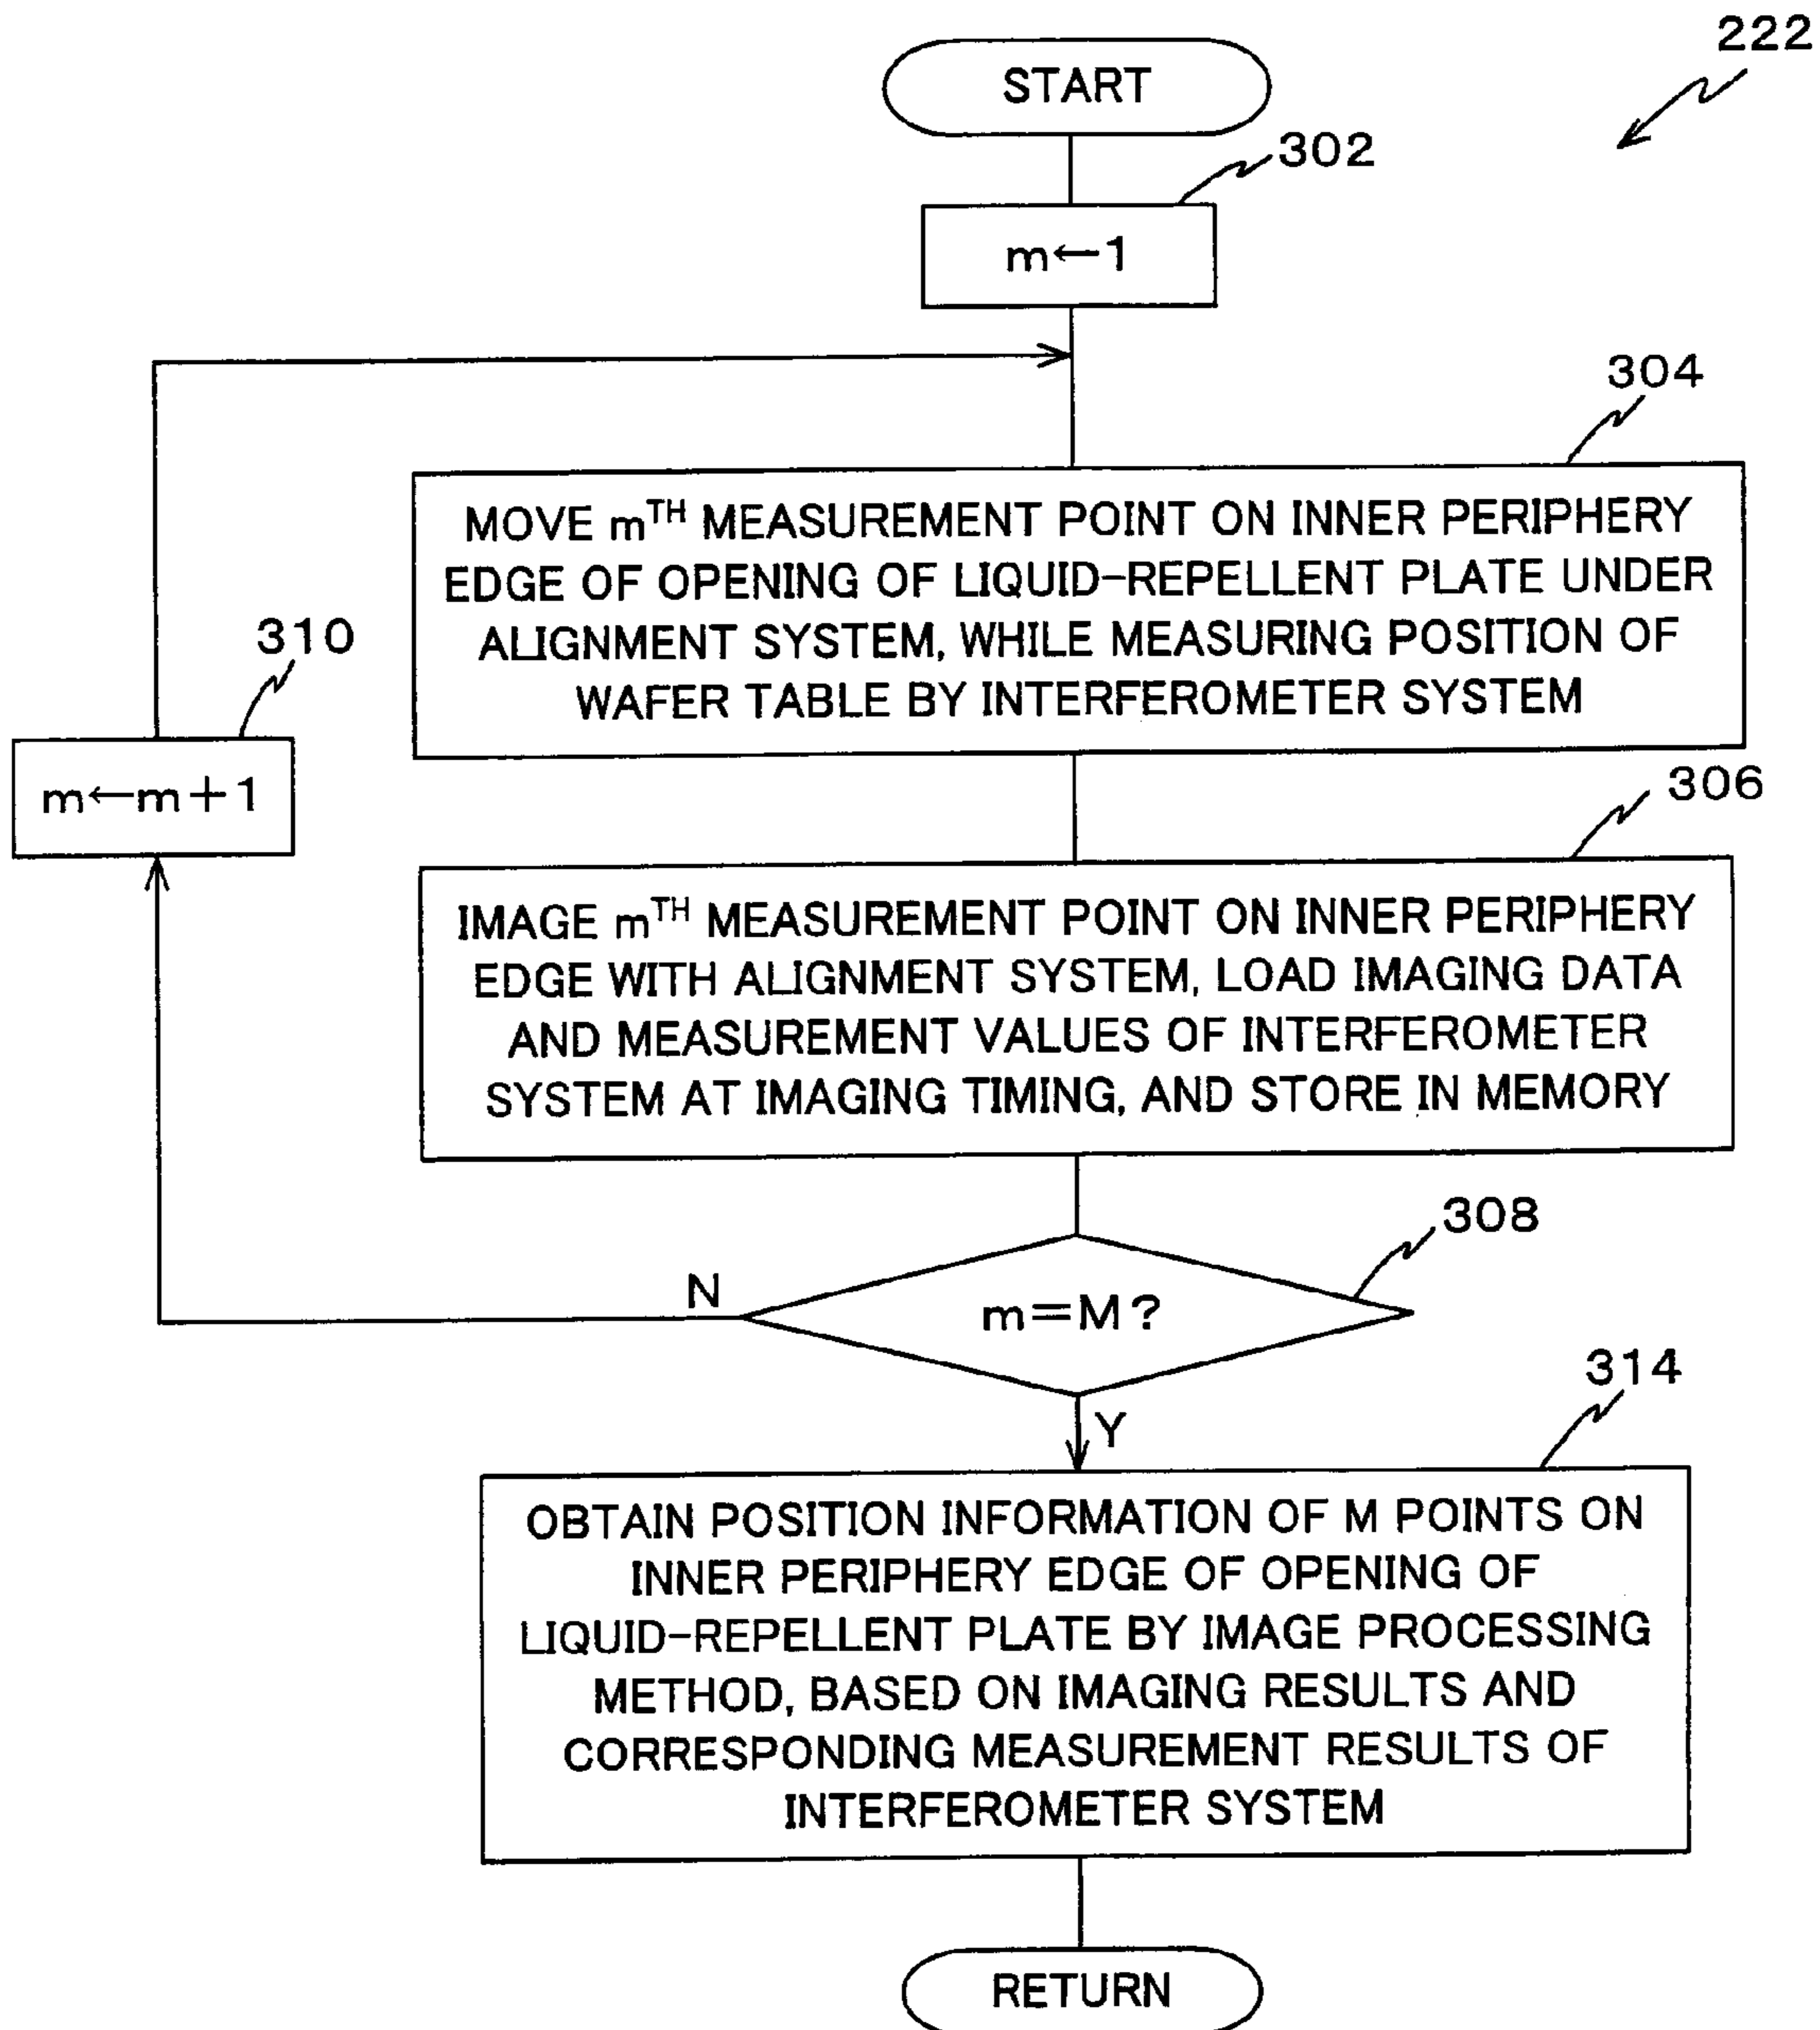 222
START
302
m←1
304
MOVE mTH MEASUREMENT POINT ON INNER PERIPHERY
EDGE OF OPENING OF LIQUID-REPELLENT PLATE UNDER
ALIGNMENT SYSTEM, WHILE MEASURING POSITION OF
WAFER TABLE BY INTERFEROMETER SYSTEM
310
m←m+1
306
IMAGE mTH MEASUREMENT POINT ON INNER PERIPHERY
EDGE WITH ALIGNMENT SYSTEM, LOAD IMAGING DATA
AND MEASUREMENT VALUES OF INTERFEROMETER
SYSTEM AT IMAGING TIMING, AND STORE IN MEMORY
308
N
m=M?
Y
314
OBTAIN POSITION INFORMATION OF M POINTS ON
INNER PERIPHERY EDGE OF OPENING OF
LIQUID-REPELLENT PLATE BY IMAGE PROCESSING
METHOD, BASED ON IMAGING RESULTS AND
CORRESPONDING MEASUREMENT RESULTS OF
INTERFEROMETER SYSTEM
RETURN